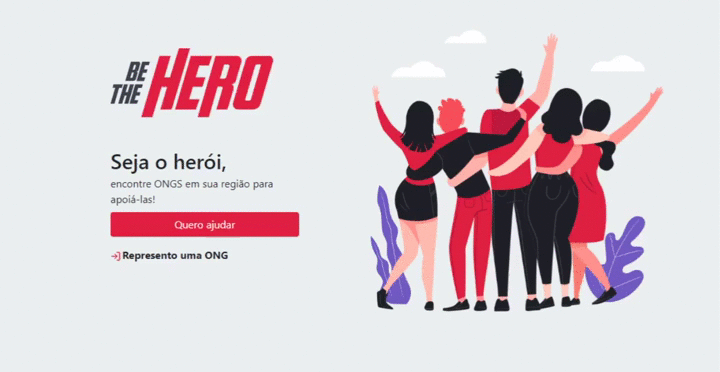 BE
THE HERO
Seja o herói,
encontre ONGS em sua região para
apoiá-las!
Quero ajudar
Represento uma ONG